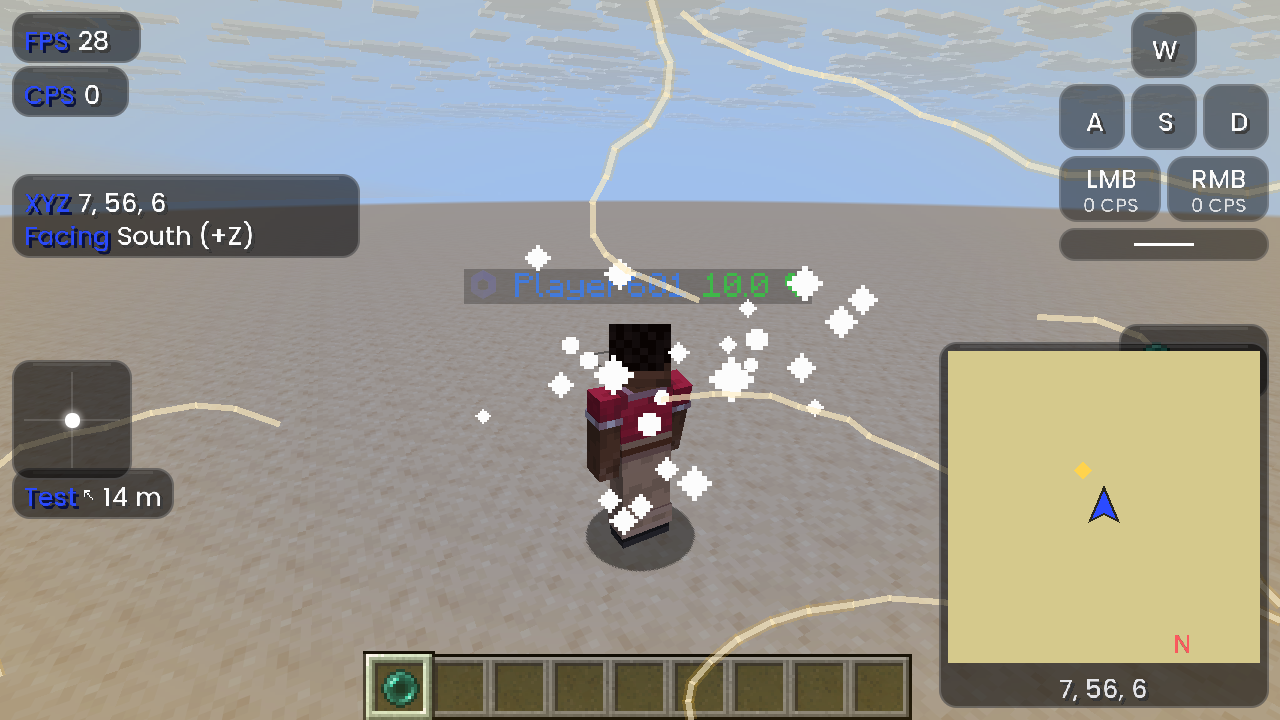 FPS 28
CPS 0
XYZ 7, 56, 6
Facing South (+Z)
Test ↖ 14 m
Player601 10.0
W
A S D
LMB RMB
0 CPS 0 CPS
N
7, 56, 6